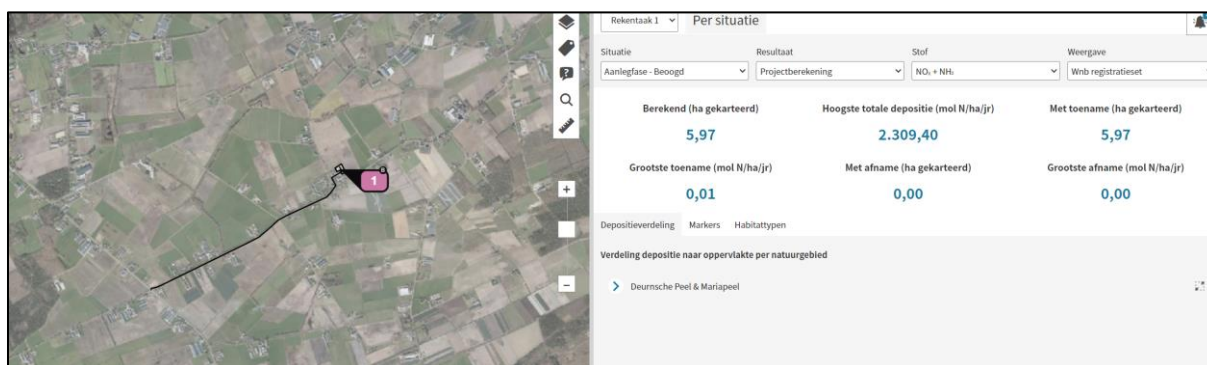 Rekentaak 1
Per situatie
Situatie
Resultaat
Stof
Weergave
Aanlegfase - Beoogd
Projectberekening
NOₓ + NH₃
Wnb registratieset
Berekend (ha gekarteerd)
Hoogste totale depositie (mol N/ha/jr)
Met toename (ha gekarteerd)
5,97
2.309,40
5,97
Grootste toename (mol N/ha/jr)
Met afname (ha gekarteerd)
Grootste afname (mol N/ha/jr)
0,01
0,00
0,00
Depositieverdeling
Markers
Habitattypen
Verdeling depositie naar oppervlakte per natuurgebied
Deurnsche Peel & Mariapeel
1